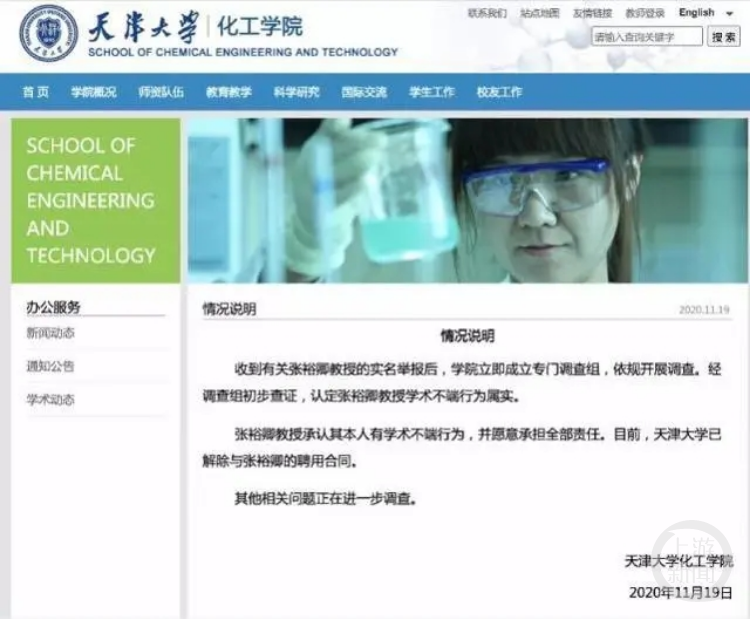 联系我们 站点地图 友情链接 教师登录 English
天津大学 化工学院
SCHOOL OF CHEMICAL ENGINEERING AND TECHNOLOGY
请输入查询关键字 搜索
首页 学院概况 师资队伍 教育教学 科学研究 国际交流 学生工作 校友工作
SCHOOL OF
CHEMICAL
ENGINEERING
AND
TECHNOLOGY
办公服务
新闻动态
通知公告
学术动态
情况说明 2020.11.19
情况说明
收到有关张裕卿教授的实名举报后，学院立即成立专门调查组，依规开展调查。经
调查组初步查证，认定张裕卿教授学术不端行为属实。
张裕卿教授承认其本人有学术不端行为，并愿意承担全部责任。目前，天津大学已
解除与张裕卿的聘用合同。
其他相关问题正在进一步调查。
天津大学化工学院
2020年11月19日
上游新闻